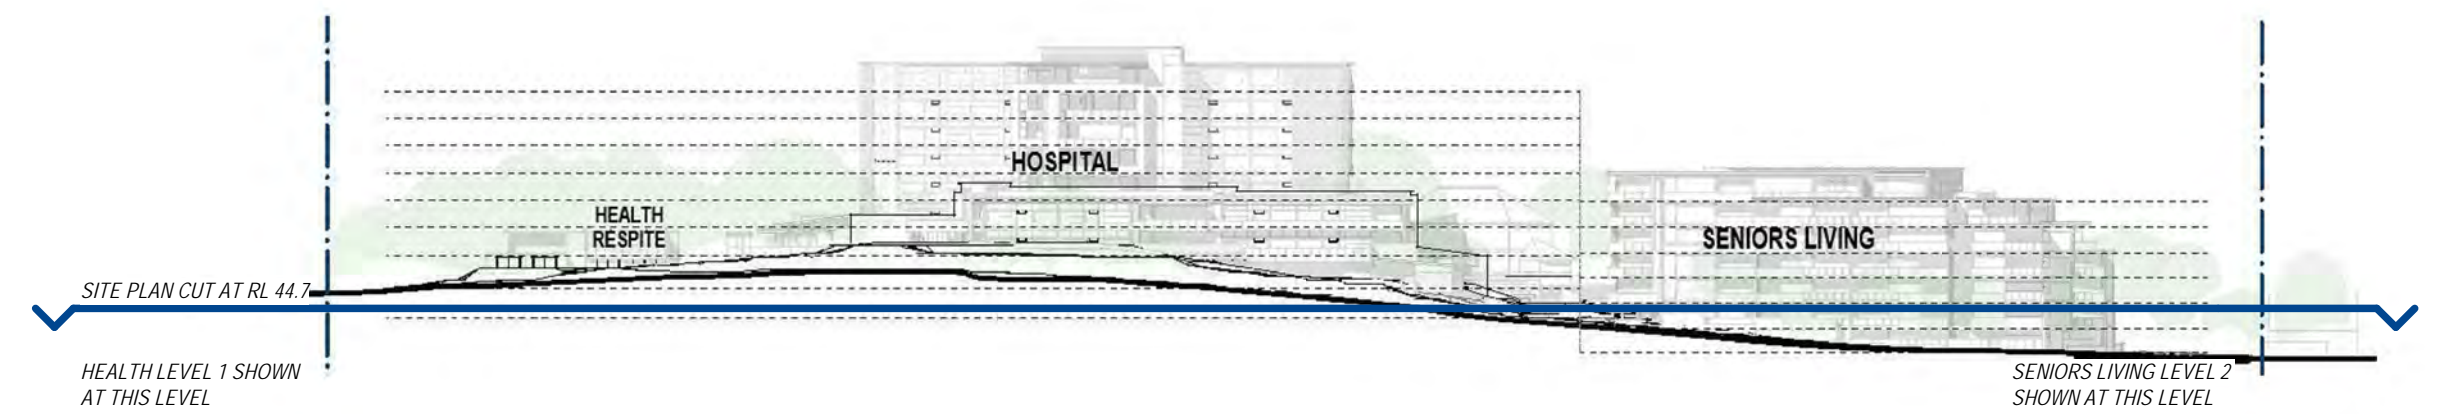 HOSPITAL
HEALTH
RESPITE
SENIORS LIVING
SITE PLAN CUT AT RL 44.7
HEALTH LEVEL 1 SHOWN
AT THIS LEVEL
SENIORS LIVING LEVEL 2
SHOWN AT THIS LEVEL